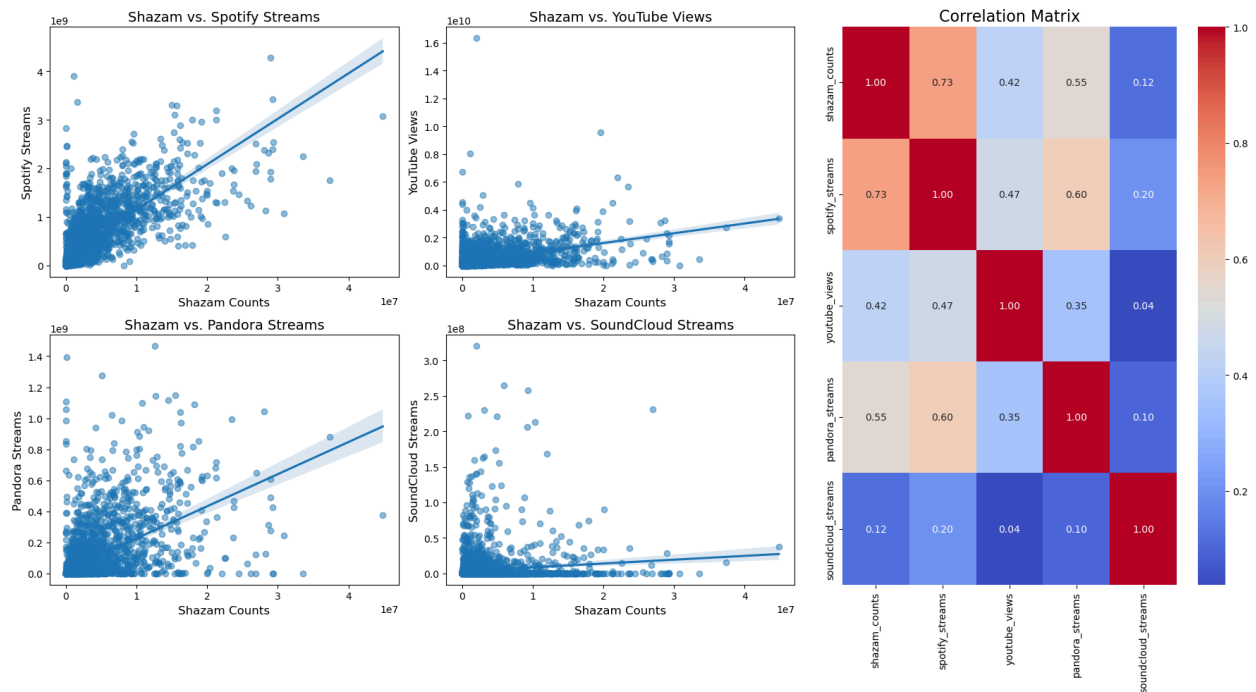 Shazam vs. Spotify Streams
1e9
4
3
2
1
0
Spotify Streams
0
1
2
3
4
1e7
Shazam Counts
Shazam vs. YouTube Views
1e10
1.6
1.4
1.2
1.0
0.8
0.6
0.4
0.2
0.0
YouTube Views
0
1
2
3
4
1e7
Shazam Counts
Shazam vs. Pandora Streams
1e9
1.4
1.2
1.0
0.8
0.6
0.4
0.2
0.0
Pandora Streams
0
1
2
3
4
1e7
Shazam Counts
Shazam vs. SoundCloud Streams
1e8
3.0
2.5
2.0
1.5
1.0
0.5
0.0
SoundCloud Streams
0
1
2
3
4
1e7
Shazam Counts
Correlation Matrix
shazam_counts
1.00 0.73 0.42 0.55 0.12
spotify_streams
0.73 1.00 0.47 0.60 0.20
youtube_views
0.42 0.47 1.00 0.35 0.04
pandora_streams
0.55 0.60 0.35 1.00 0.10
soundcloud_streams
0.12 0.20 0.04 0.10 1.00
shazam_counts
spotify_streams
youtube_views
pandora_streams
soundcloud_streams
1.0
0.8
0.6
0.4
0.2